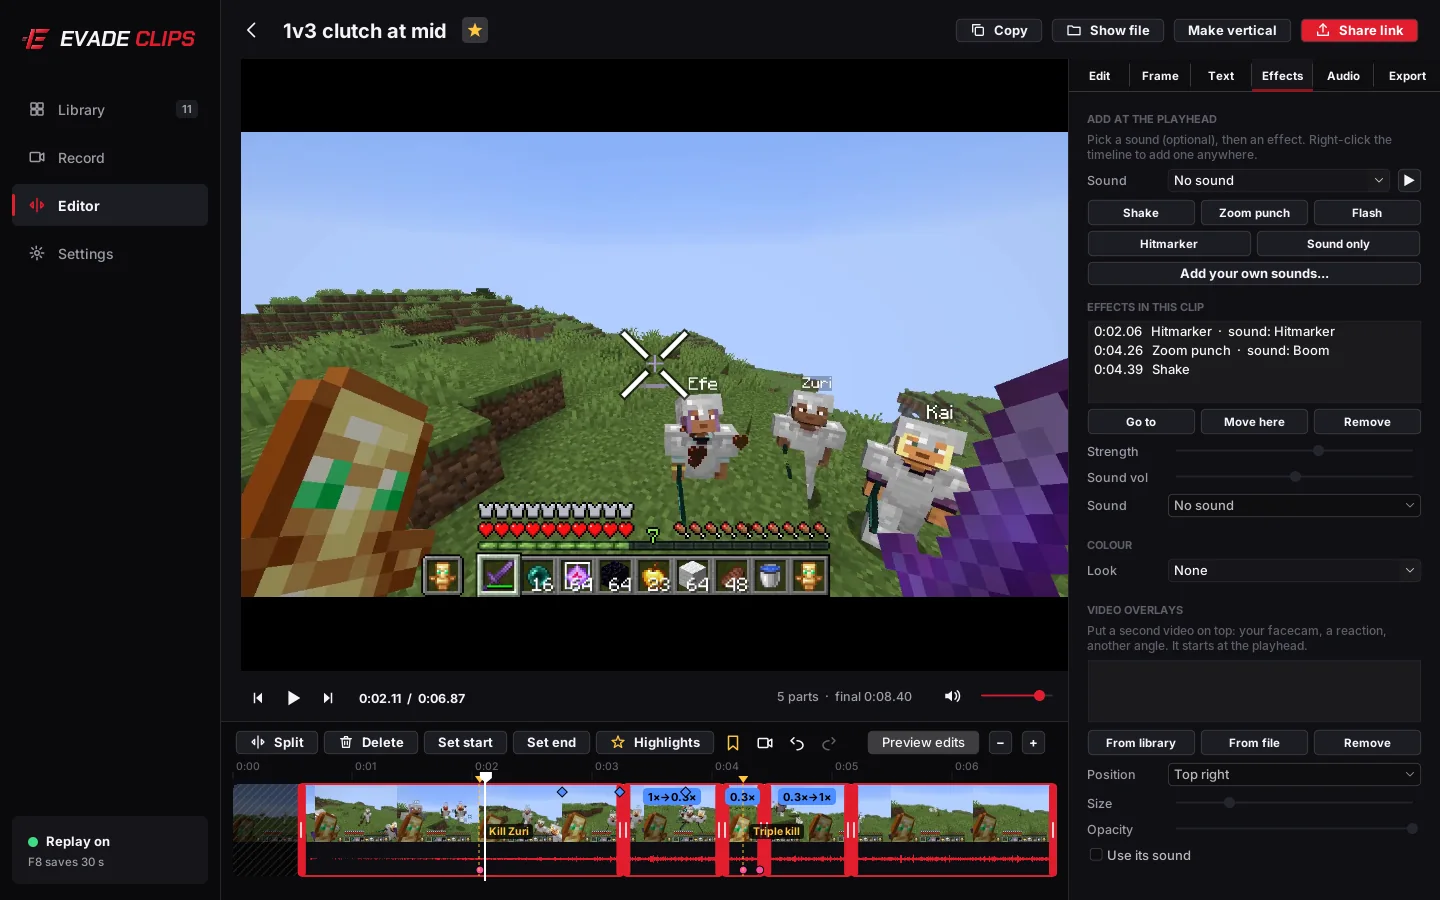 EVADE CLIPS
Library 11
Record
Editor
Settings
Replay on
F8 saves 30 s
1v3 clutch at mid
Copy
Show file
Make vertical
Share link
Efe
Zuri
Kai
7
16 64 64 23 64 48
0:02.11 / 0:06.87
5 parts · final 0:08.40
Split
Delete
Set start
Set end
Highlights
Preview edits
−
+
0:00 0:01 0:02 0:03 0:04 0:05 0:06
1×→0.3× 0.3× 0.3×→1×
Kill Zuri
Triple kill
Edit Frame Text Effects Audio Export
ADD AT THE PLAYHEAD
Pick a sound (optional), then an effect. Right-click the
timeline to add one anywhere.
Sound No sound
Shake Zoom punch Flash
Hitmarker Sound only
Add your own sounds...
EFFECTS IN THIS CLIP
0:02.06 Hitmarker · sound: Hitmarker
0:04.26 Zoom punch · sound: Boom
0:04.39 Shake
Go to Move here Remove
Strength
Sound vol
Sound No sound
COLOUR
Look None
VIDEO OVERLAYS
Put a second video on top: your facecam, a reaction,
another angle. It starts at the playhead.
From library From file Remove
Position Top right
Size
Opacity
Use its sound